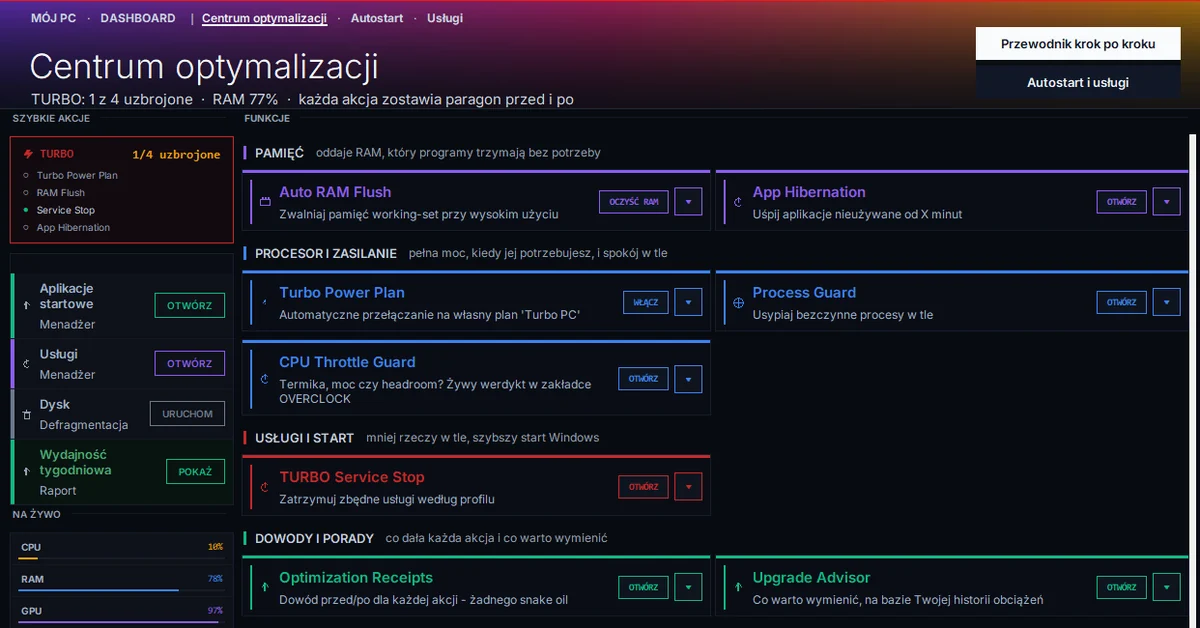 MÓJ PC · DASHBOARD | Centrum optymalizacji · Autostart · Usługi
Centrum optymalizacji
TURBO: 1 z 4 uzbrojone · RAM 77% · każda akcja zostawia paragon przed i po
Przewodnik krok po kroku
Autostart i usługi
SZYBKIE AKCJE
TURBO 1/4 uzbrojone
Turbo Power Plan
RAM Flush
Service Stop
App Hibernation
Aplikacje
startowe
Menadżer
OTWÓRZ
Usługi
Menadżer
OTWÓRZ
Dysk
Defragmentacja
URUCHOM
Wydajność
tygodniowa
Raport
POKAŻ
NA ŻYWO
CPU 10%
RAM 78%
GPU 97%
FUNKCJE
PAMIĘĆ oddaje RAM, który programy trzymają bez potrzeby
Auto RAM Flush
Zwalniaj pamięć working-set przy wysokim użyciu
OCZYŚĆ RAM
App Hibernation
Uśpij aplikacje nieużywane od X minut
OTWÓRZ
PROCESOR I ZASILANIE pełna moc, kiedy jej potrzebujesz, i spokój w tle
Turbo Power Plan
Automatyczne przełączanie na własny plan 'Turbo PC'
WŁĄCZ
Process Guard
Usypiaj bezczynne procesy w tle
OTWÓRZ
CPU Throttle Guard
Termika, moc czy headroom? Żywy werdykt w zakładce
OVERCLOCK
OTWÓRZ
USŁUGI I START mniej rzeczy w tle, szybszy start Windows
TURBO Service Stop
Zatrzymuj zbędne usługi według profilu
OTWÓRZ
DOWODY I PORADY co dała każda akcja i co warto wymienić
Optimization Receipts
Dowód przed/po dla każdej akcji - żadnego snake oil
OTWÓRZ
Upgrade Advisor
Co warto wymienić, na bazie Twojej historii obciążeń
OTWÓRZ